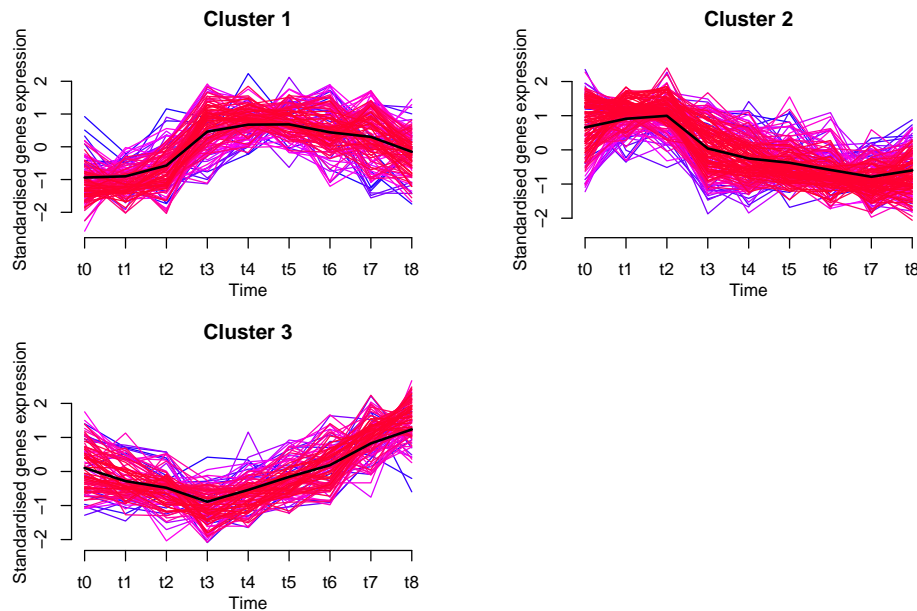 Cluster 1
Standardised genes expression
2
1
0
−1
−2
t0 t1 t2 t3 t4 t5 t6 t7 t8
Time
Cluster 2
Standardised genes expression
2
1
0
−1
−2
t0 t1 t2 t3 t4 t5 t6 t7 t8
Time
Cluster 3
Standardised genes expression
2
1
0
−1
−2
t0 t1 t2 t3 t4 t5 t6 t7 t8
Time